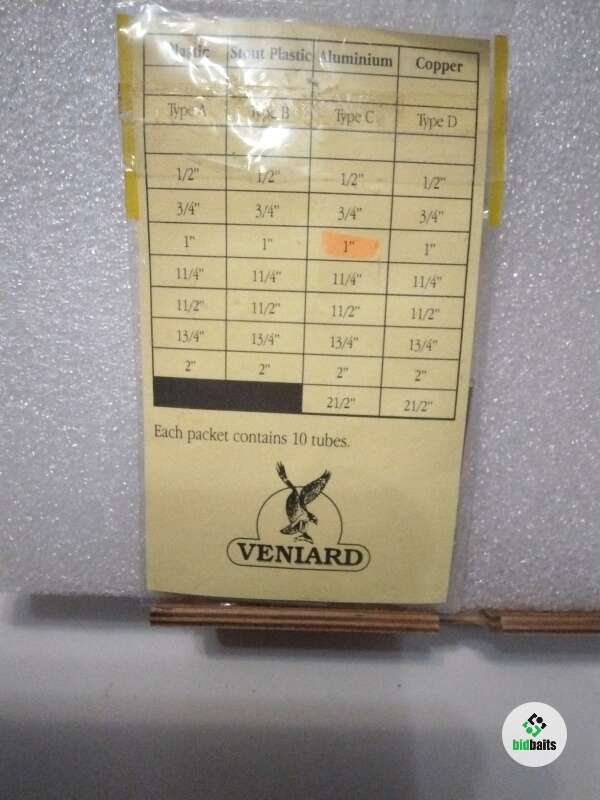 Plastic Stout Plastic Aluminium Copper
Type A Type B Type C Type D
1/2" 1/2" 1/2" 1/2"
3/4" 3/4" 3/4" 3/4"
1" 1" 1" 1"
11/4" 11/4" 11/4" 11/4"
11/2" 11/2" 11/2" 11/2"
13/4" 13/4" 13/4" 13/4"
2" 2" 2" 2"
21/2" 21/2"
Each packet contains 10 tubes.
VENIARD
bidbaits